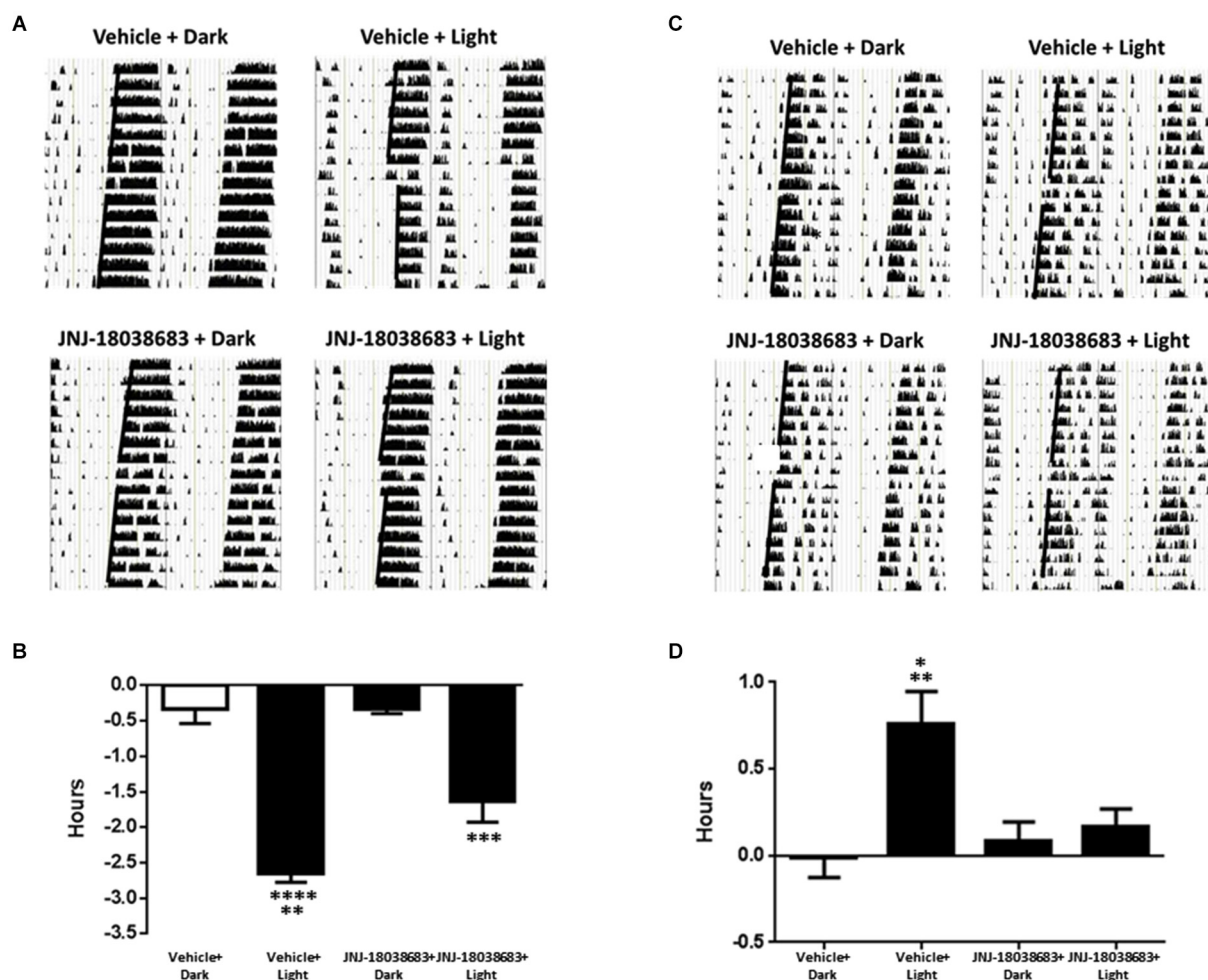 A
C
Vehicle + Dark
Vehicle + Light
Vehicle + Dark
Vehicle + Light
*
JNJ-18038683 + Dark
JNJ-18038683 + Light
JNJ-18038683 + Dark
JNJ-18038683 + Light
B
0.0
-0.5
-1.0
-1.5
-2.0
-2.5
-3.0
-3.5
Hours
****
**
***
Vehicle+
Dark
Vehicle+
Light
JNJ-18038683+
Dark
JNJ-18038683+
Light
D
1.0
0.5
0.0
-0.5
Hours
*
**
Vehicle+
Dark
Vehicle+
Light
JNJ-18038683+
Dark
JNJ-18038683+
Light